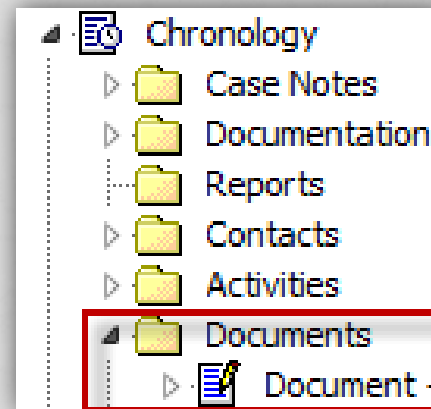 Chronology
Case Notes
Documentation
Reports
Contacts
Activities
Documents
Document -